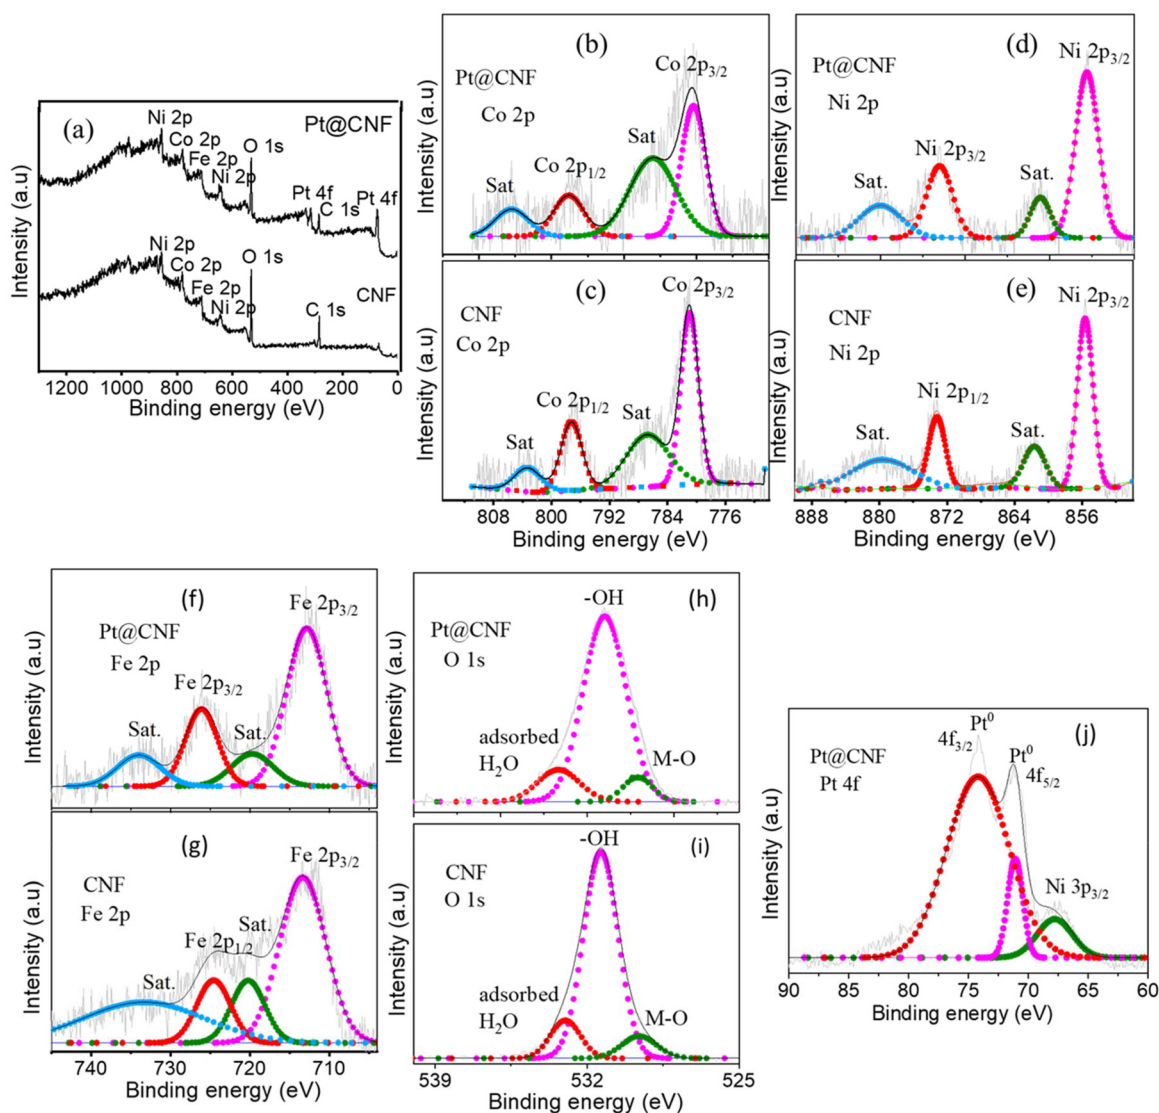 (a)
Pt@CNF
Ni 2p
Co 2p
Fe 2p
Ni 2p
O 1s
Pt 4f
C 1s
Pt 4f
Ni 2p
Co 2p
Fe 2p
Ni 2p
O 1s
C 1s
CNF
Intensity (a.u)
1200 1000 800 600 400 200 0
Binding energy (eV)
(b)
Pt@CNF
Co 2p
Sat
Co 2p1/2
Sat
Co 2p3/2
Intensity (a.u)
(c)
CNF
Co 2p
Sat
Co 2p1/2
Sat
Co 2p3/2
Intensity (a.u)
808 800 792 784 776
Binding energy (eV)
(d)
Pt@CNF
Ni 2p
Sat.
Ni 2p3/2
Sat.
Ni 2p3/2
Intensity (a.u)
(e)
CNF
Ni 2p
Sat.
Ni 2p1/2
Sat.
Ni 2p3/2
Intensity (a.u)
888 880 872 864 856
Binding energy (eV)
(f)
Pt@CNF
Fe 2p
Sat.
Fe 2p3/2
Sat.
Fe 2p3/2
Intensity (a.u)
(g)
CNF
Fe 2p
Sat.
Fe 2p1/2
Sat.
Fe 2p3/2
Intensity (a.u)
740 730 720 710
Binding energy (eV)
(h)
Pt@CNF
O 1s
-OH
adsorbed
H2O
M-O
Intensity (a.u)
(i)
CNF
O 1s
-OH
adsorbed
H2O
M-O
Intensity (a.u)
539 532 525
Binding energy (eV)
(j)
Pt@CNF
Pt 4f
Pt0
4f3/2
Pt0
4f5/2
Ni 3p3/2
Intensity (a.u)
90 85 80 75 70 65 60
Binding energy (eV)